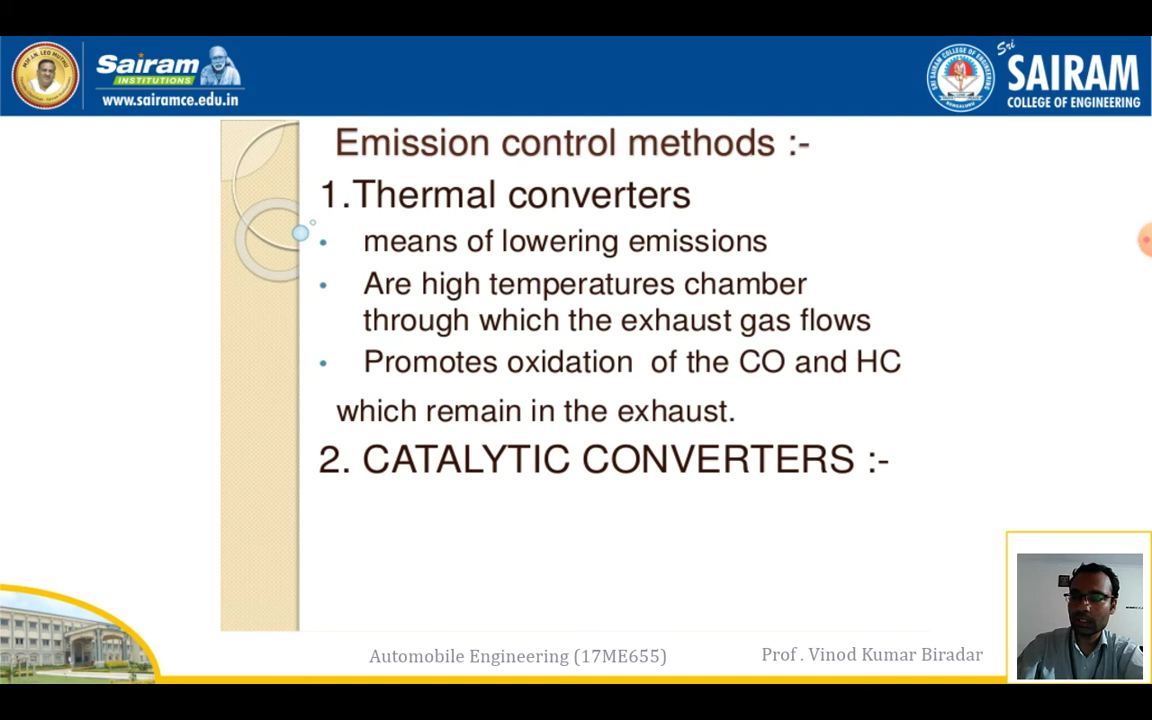 Sairam
INSTITUTIONS
www.sairamce.edu.in
Sri
SAIRAM
COLLEGE OF ENGINEERING
Emission control methods :-
1.Thermal converters
• means of lowering emissions
• Are high temperatures chamber
through which the exhaust gas flows
• Promotes oxidation of the CO and HC
which remain in the exhaust.
2. CATALYTIC CONVERTERS :-
Automobile Engineering (17ME655)
Prof . Vinod Kumar Biradar